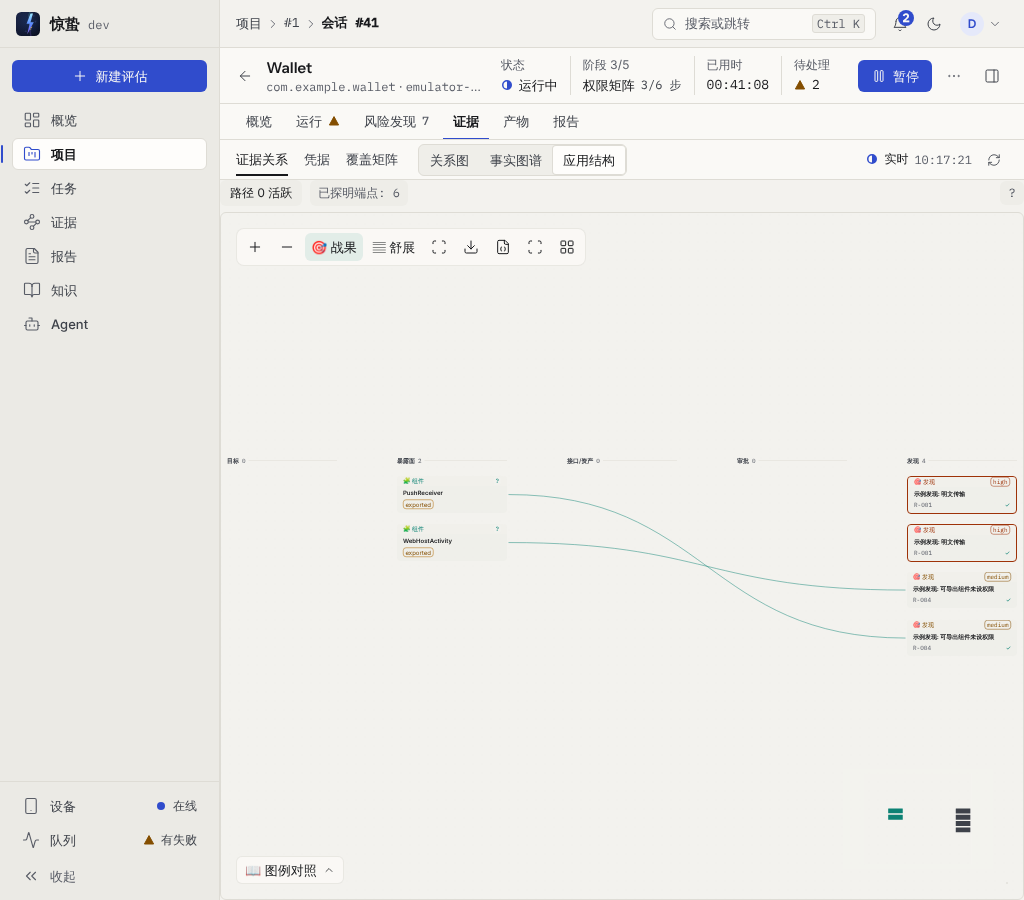 惊蛰 dev
项目 #1 会话 #41
搜索或跳转 Ctrl K
2
D
新建评估
概览
项目
任务
证据
报告
知识
Agent
设备 在线
队列 有失败
收起
Wallet
com.example.wallet · emulator-…
状态
运行中
阶段 3/5
权限矩阵 3/6 步
已用时
00:41:08
待处理
2
暂停
概览 运行 风险发现 7 证据 产物 报告
证据关系 凭据 覆盖矩阵 关系图 事实图谱 应用结构 实时 10:17:21
路径 0 活跃 已探明端点: 6 ?
战果 舒展
目标 0 暴露面 2 接口/资产 0 审批 0 发现 4
组件 ?
PushReceiver
exported
组件 ?
WebHostActivity
exported
发现 high
示例发现: 明文传输
R-001
发现 high
示例发现: 明文传输
R-001
发现 medium
示例发现: 可导出组件未设权限
R-004
发现 medium
示例发现: 可导出组件未设权限
R-004
图例对照